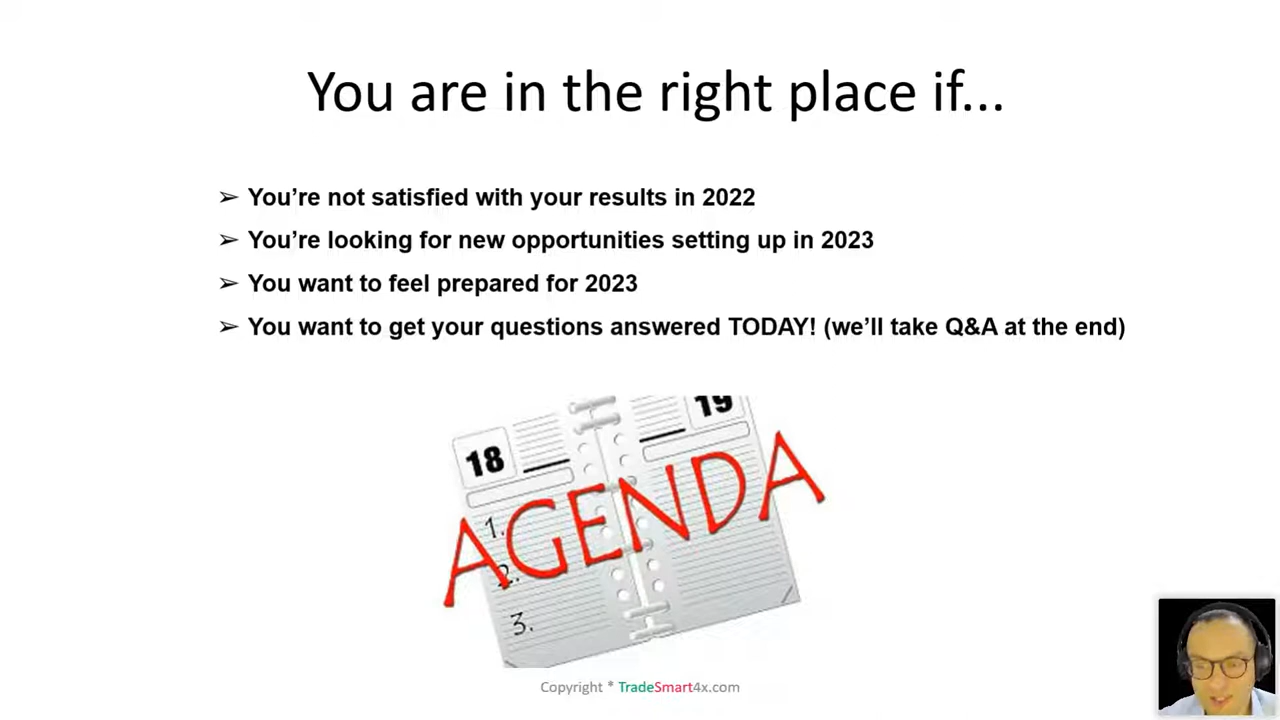 You are in the right place if...
➢ You’re not satisfied with your results in 2022
➢ You’re looking for new opportunities setting up in 2023
➢ You want to feel prepared for 2023
➢ You want to get your questions answered TODAY! (we’ll take Q&A at the end)
18
19
AGENDA
1.
2.
3.
Copyright * TradeSmart4x.com